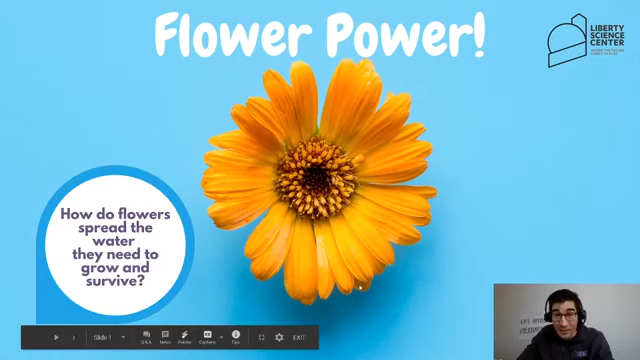 Flower Power!
LIBERTY
SCIENCE
CENTER
How do flowers
spread the
water
they need to
grow and
survive?
Slide 1
Q&A
Notes
Pointer
Captions
Tips
EXIT